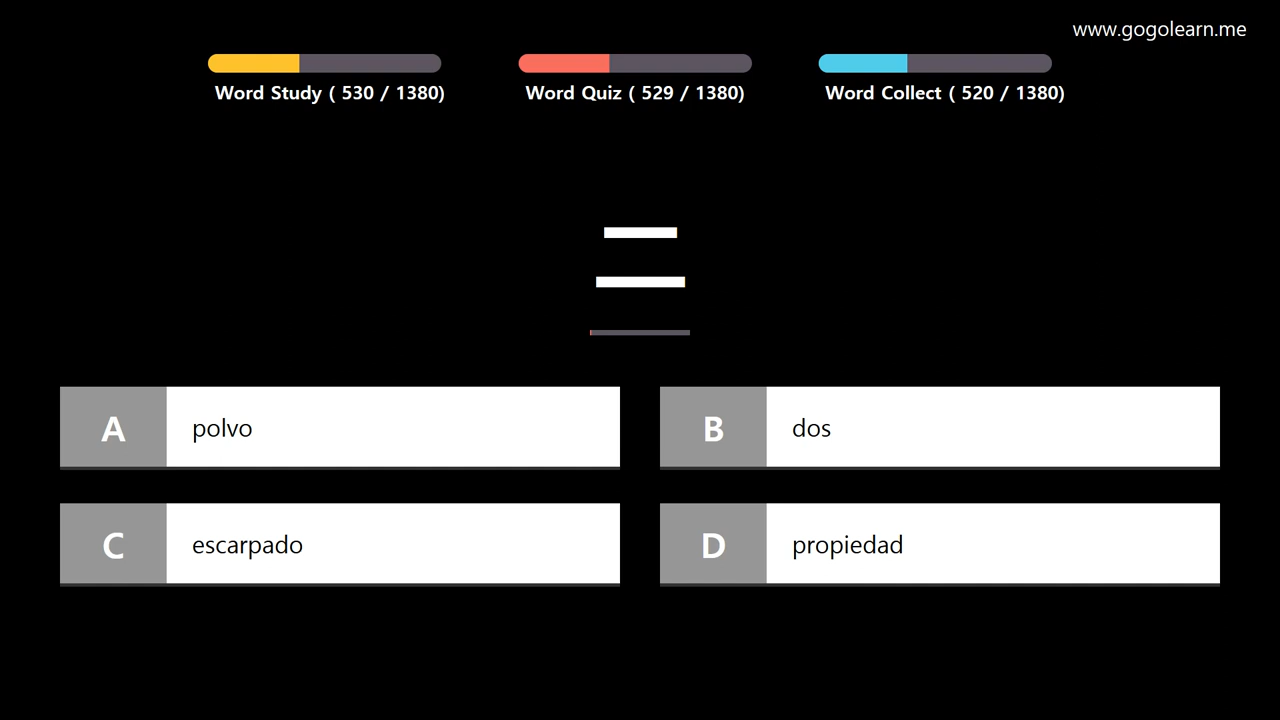 www.gogolearn.me
Word Study ( 530 / 1380)
Word Quiz ( 529 / 1380)
Word Collect ( 520 / 1380)
二
A polvo
B dos
C escarpado
D propiedad